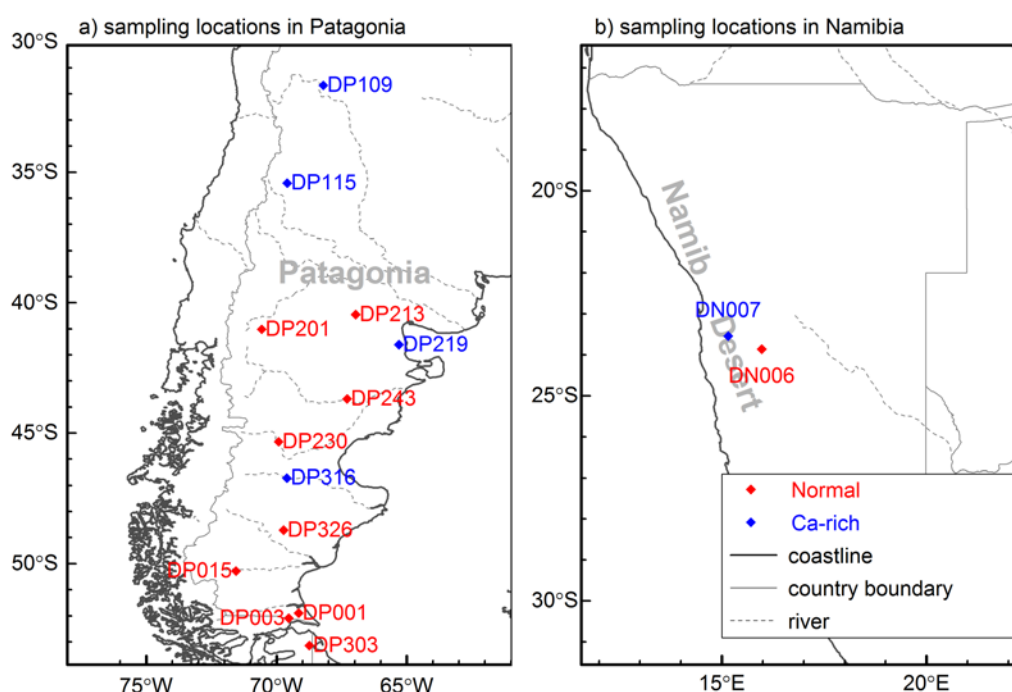 a) sampling locations in Patagonia
30°S
35°S
40°S
45°S
50°S
75°W
70°W
65°W
DP109
DP115
Patagonia
DP213
DP201
DP219
DP243
DP230
DP316
DP326
DP015
DP001
DP003
DP303
b) sampling locations in Namibia
20°S
25°S
30°S
15°E
20°E
Namib
Desert
DN007
DN006
Normal
Ca-rich
coastline
country boundary
river